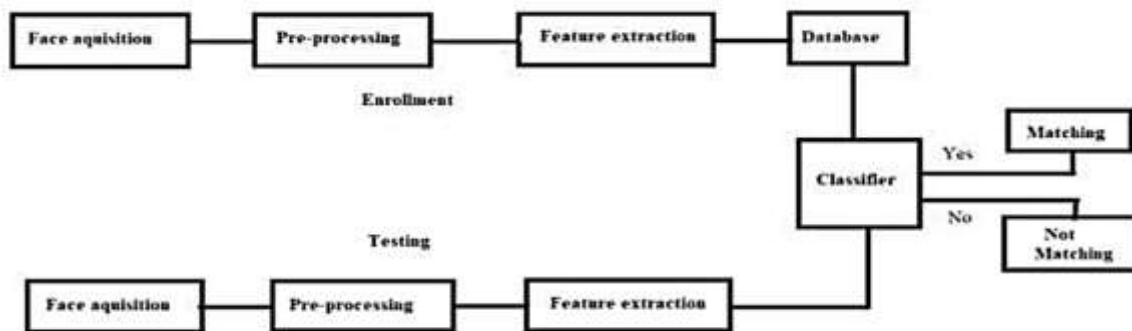 Face aquisition
Pre-processing
Feature extraction
Database
Enrollment
Matching
Yes
Classifier
No
Not
Matching
Testing
Face aquisition
Pre-processing
Feature extraction